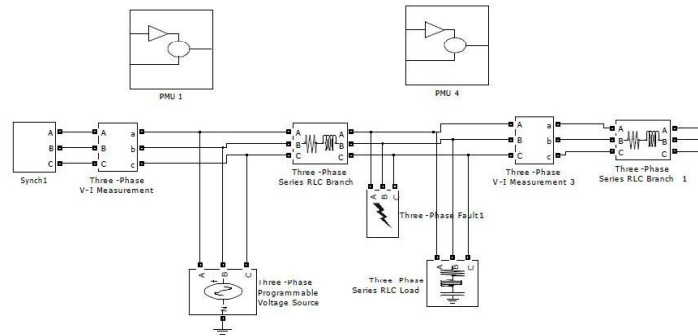 PMU 1
PMU 4
A
B
C
Synch1
A
B
C
a
b
c
Three -Phase
V-I Measurement
A
B
C
A
B
C
Three -Phase
Series RLC Branch
A
B
C
Three -Phase Fault1
A
B
C
a
b
c
Three -Phase
V-I Measurement 3
A
B
C
A
B
C
Three -Phase
Series RLC Branch 1
A
B
C
N
Three -Phase
Programmable
Voltage Source
A
B
C
Three Phase
Series RLC Load